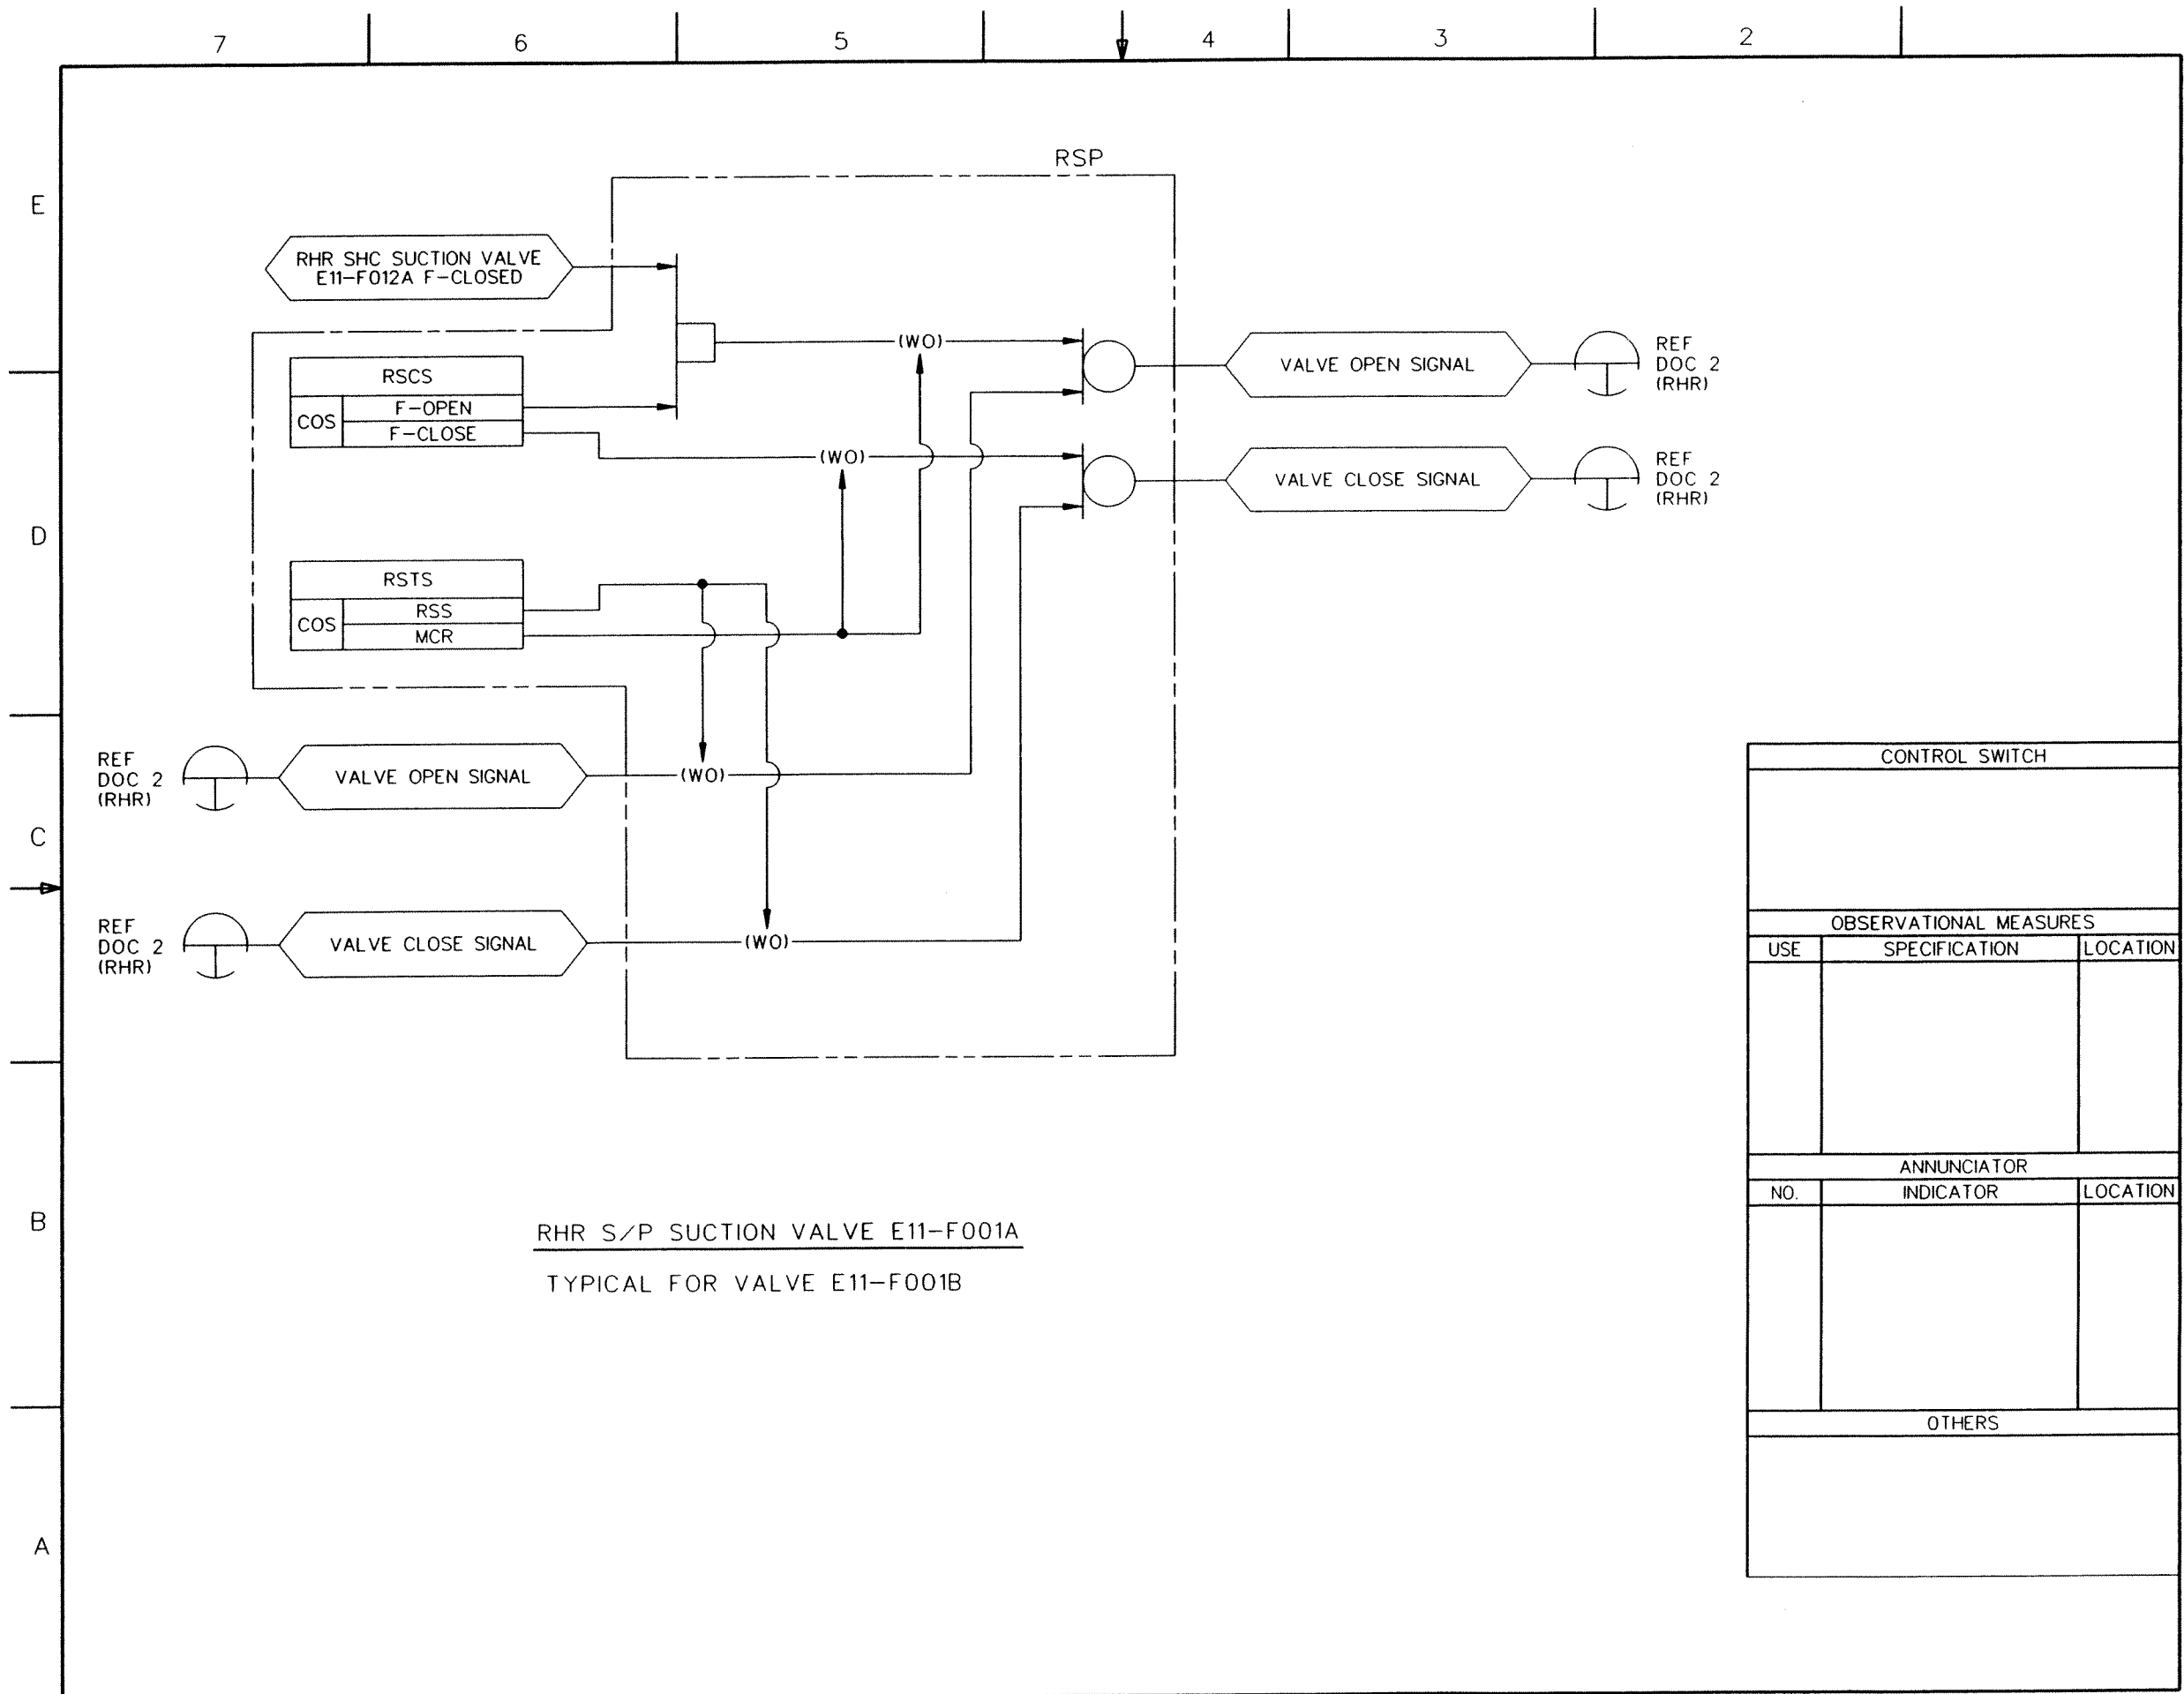 7 6 5 4 3 2
E
D
C
B
A
RSP
RHR SHC SUCTION VALVE
E11-F012A F-CLOSED
RSCS
COS
F-OPEN
F-CLOSE
(WO)
(WO)
VALVE OPEN SIGNAL
REF
DOC 2
(RHR)
VALVE CLOSE SIGNAL
REF
DOC 2
(RHR)
RSTS
COS
RSS
MCR
REF
DOC 2
(RHR)
VALVE OPEN SIGNAL
(WO)
REF
DOC 2
(RHR)
VALVE CLOSE SIGNAL
(WO)
CONTROL SWITCH
OBSERVATIONAL MEASURES
USE SPECIFICATION LOCATION
ANNUNCIATOR
NO. INDICATOR LOCATION
OTHERS
RHR S/P SUCTION VALVE E11-F001A
TYPICAL FOR VALVE E11-F001B